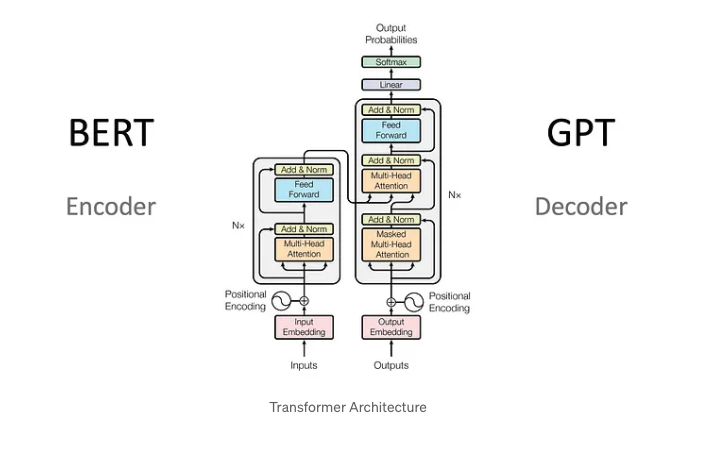 BERT
Encoder
GPT
Decoder
Output
Probabilities
Softmax
Linear
Add & Norm
Feed
Forward
Add & Norm
Multi-Head
Attention
Add & Norm
Masked
Multi-Head
Attention
Nx
Positional
Encoding
Output
Embedding
Outputs
Add & Norm
Feed
Forward
Add & Norm
Multi-Head
Attention
Nx
Positional
Encoding
Input
Embedding
Inputs
Transformer Architecture